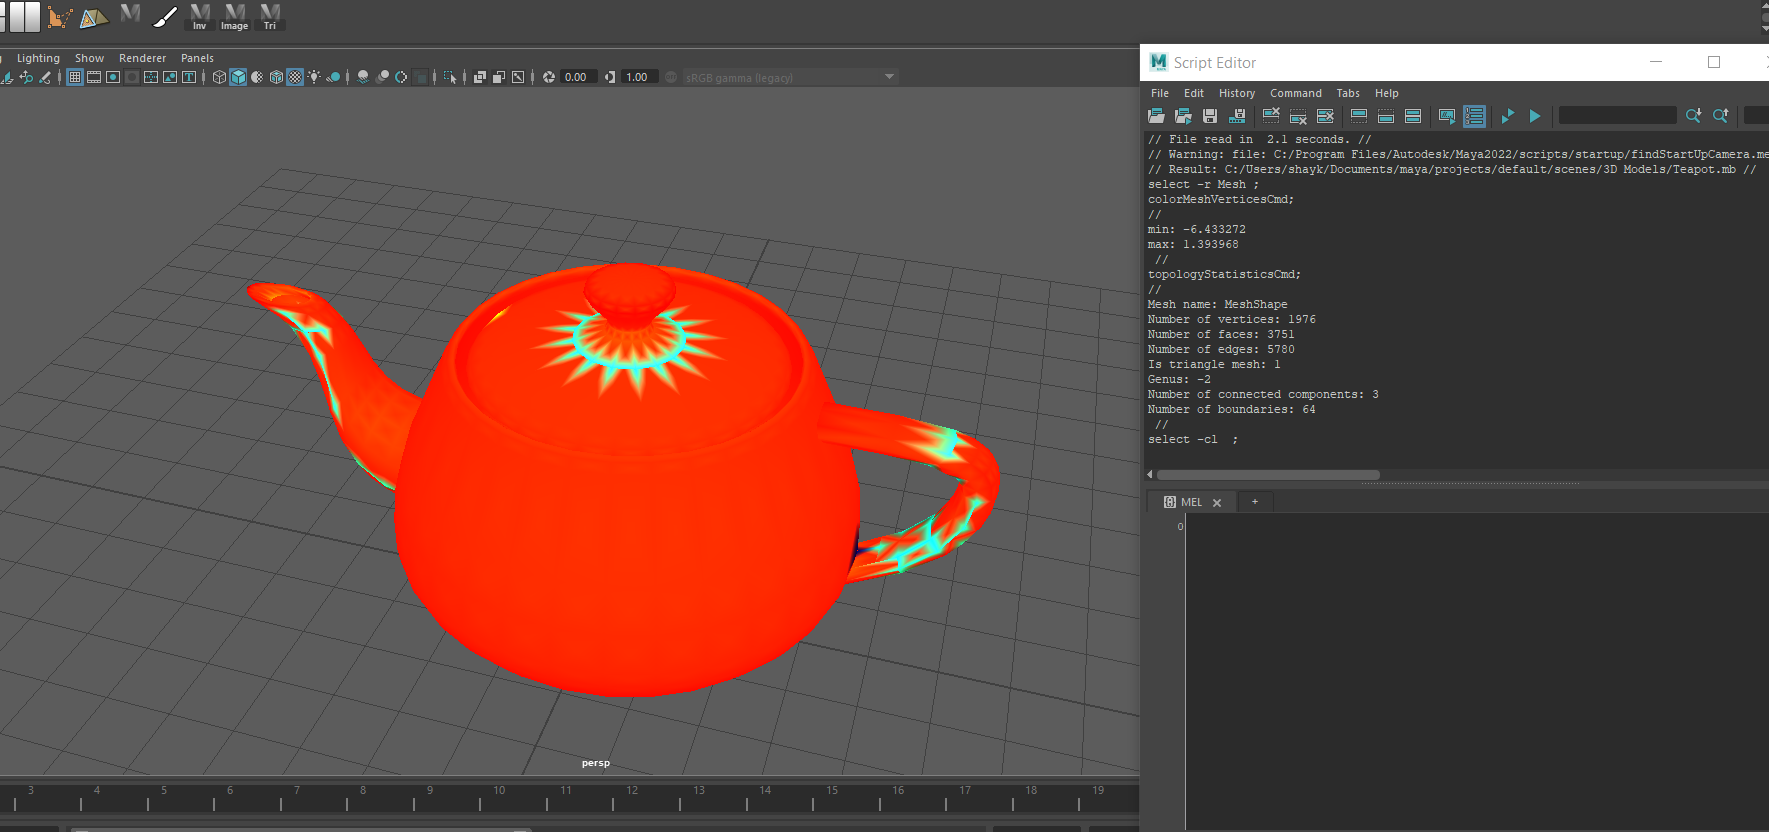 Inv Image Tri
Script Editor
Lighting Show Renderer Panels
0.00 1.00 sRGB gamma (legacy)
File Edit History Command Tabs Help
// File read in  2.1 seconds. //
// Warning: file: C:/Program Files/Autodesk/Maya2022/scripts/startup/findStartUpCamera.me
// Result: C:/Users/shayk/Documents/maya/projects/default/scenes/3D Models/Teapot.mb //
select -r Mesh ;
colorMeshVerticesCmd;
//
min: -6.433272
max: 1.393968
//
topologyStatisticsCmd;
//
Mesh name: MeshShape
Number of vertices: 1976
Number of faces: 3751
Number of edges: 5780
Is triangle mesh: 1
Genus: -2
Number of connected components: 3
Number of boundaries: 64
//
select -cl  ;
MEL
+
0
persp
3 4 5 6 7 8 9 10 11 12 13 14 15 16 17 18 19